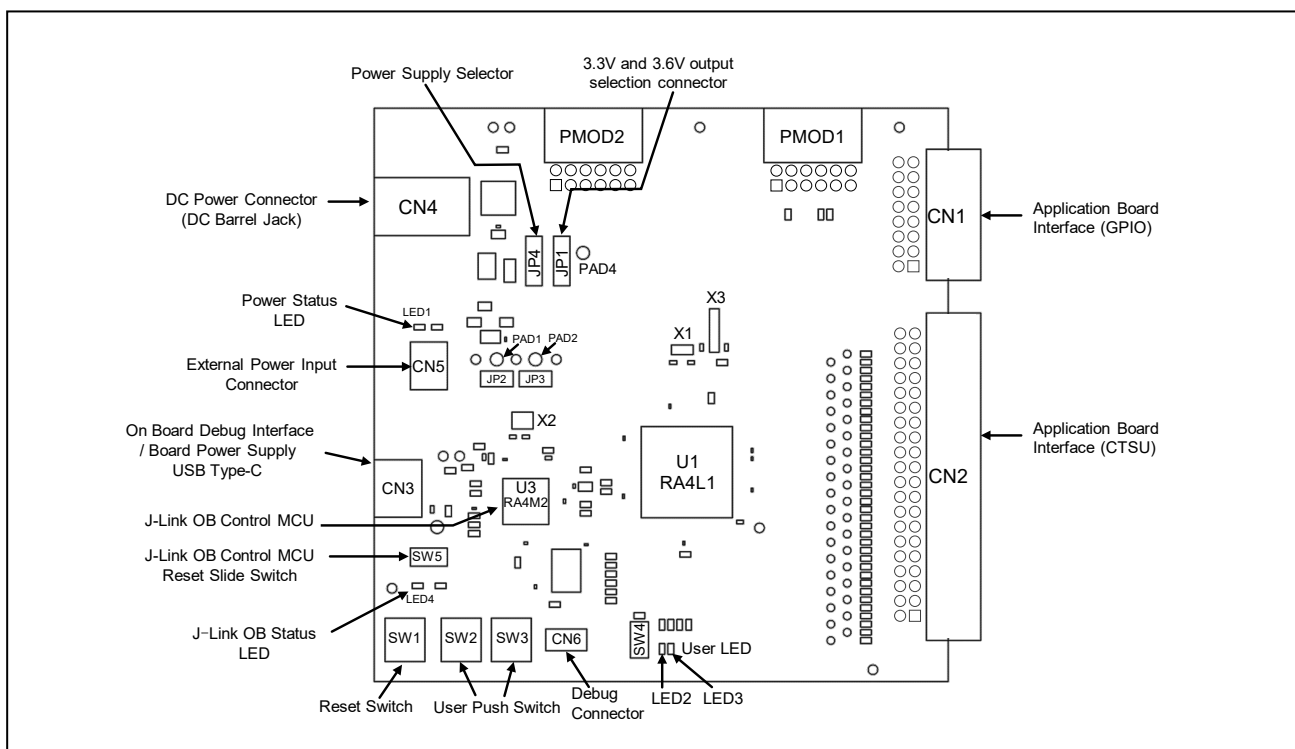 Power Supply Selector
3.3V and 3.6V output
selection connector
PMOD2
PMOD1
DC Power Connector
(DC Barrel Jack)
CN4
CN1
Application Board
Interface (GPIO)
JP4
JP1
PAD4
Power Status
LED
LED1
X3
X1
PAD1
PAD2
External Power Input
Connector
CN5
JP2
JP3
X2
On Board Debug Interface
/ Board Power Supply
USB Type-C
CN3
U3
RA4M2
U1
RA4L1
CN2
Application Board
Interface (CTSU)
J-Link OB Control MCU
J-Link OB Control MCU
Reset Slide Switch
SW5
LED4
J-Link OB Status
LED
SW1
SW2
SW3
CN6
SW4
User LED
Reset Switch
User Push Switch
Debug
Connector
LED2
LED3